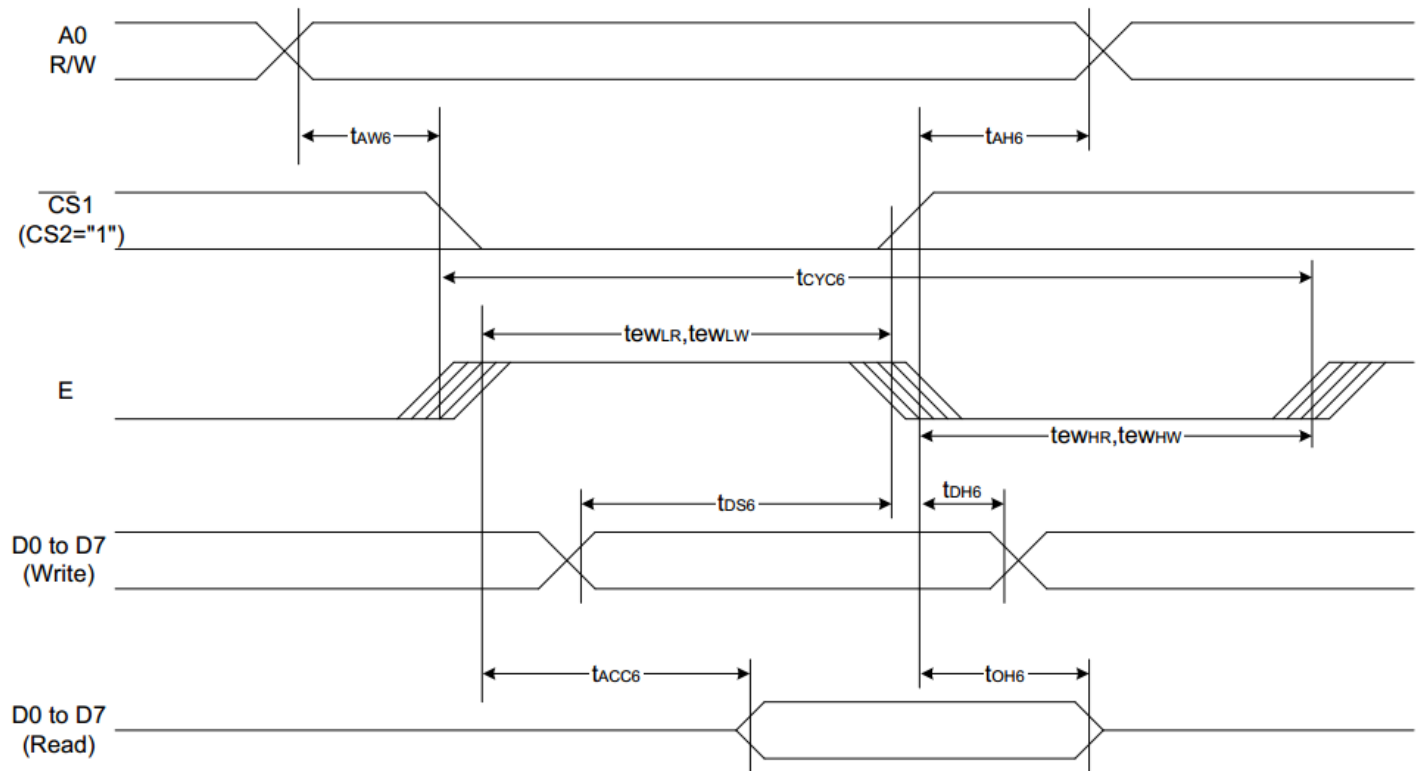 A0
R/W
tAW6
tAH6
CS1
(CS2="1")
tCYC6
tewLR,tewLW
E
tewHR,tewHW
tDS6
tDH6
D0 to D7
(Write)
tACC6
tOH6
D0 to D7
(Read)